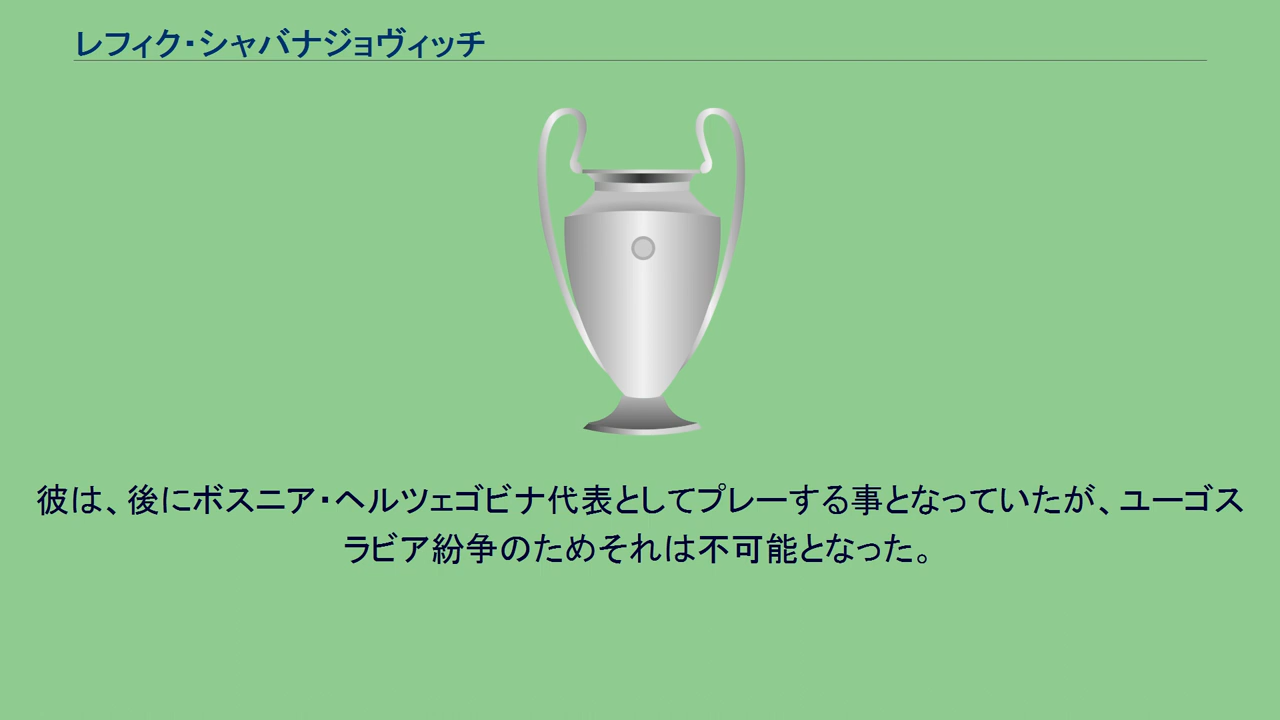 レフィク・シャバナジョヴィッチ
彼は、後にボスニア・ヘルツェゴビナ代表としてプレーする事となっていたが、ユーゴス
ラビア紛争のためそれは不可能となった。